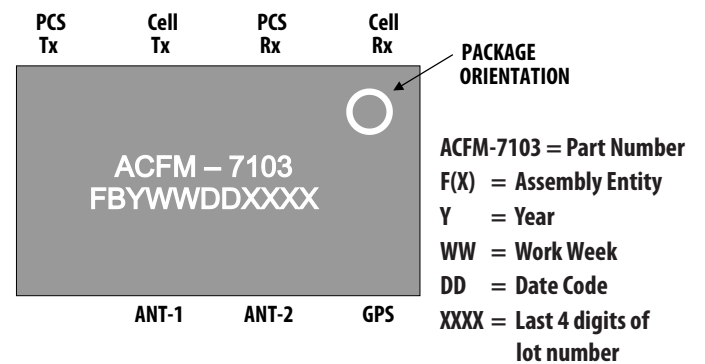 PCS Cell PCS Cell
Tx Tx Rx Rx
PACKAGE
ORIENTATION
ACFM – 7103
FBYWWDDXXXX
ANT-1 ANT-2 GPS
ACFM-7103 = Part Number
F(X) = Assembly Entity
Y = Year
WW = Work Week
DD = Date Code
XXXX = Last 4 digits of
lot number